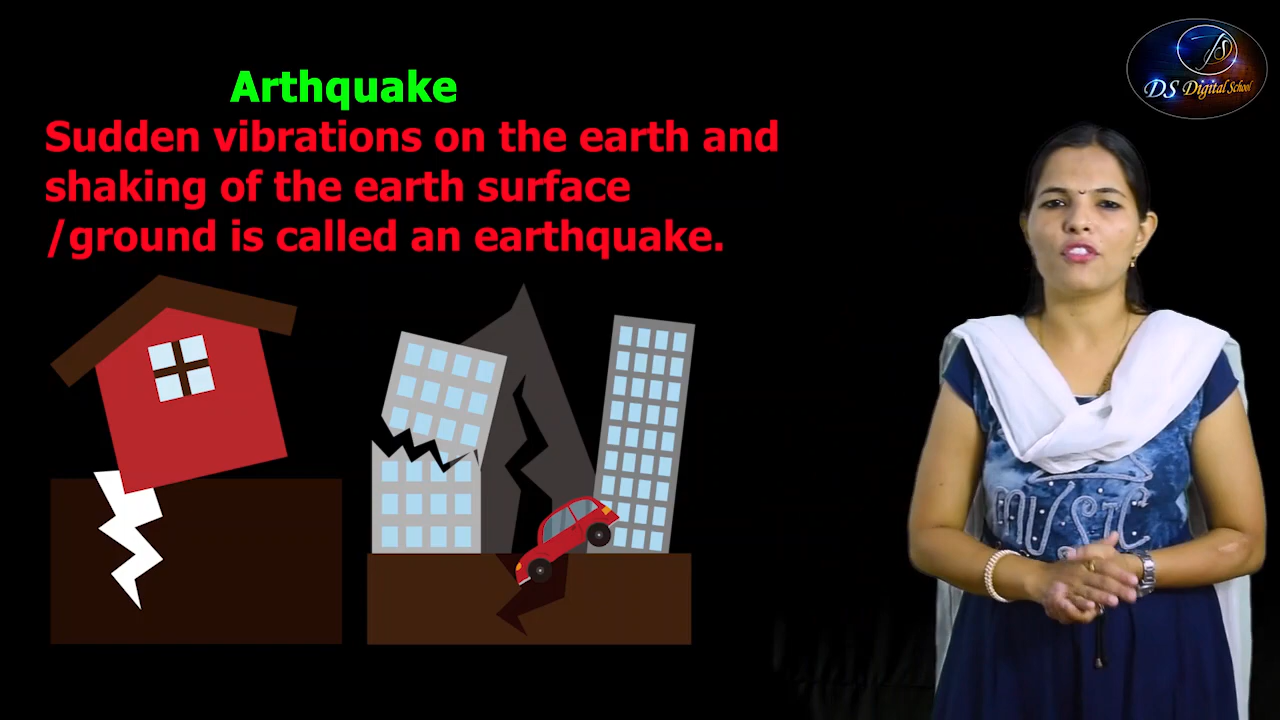 Arthquake
Sudden vibrations on the earth and
shaking of the earth surface
/ground is called an earthquake.
DS Digital School
MUSIC